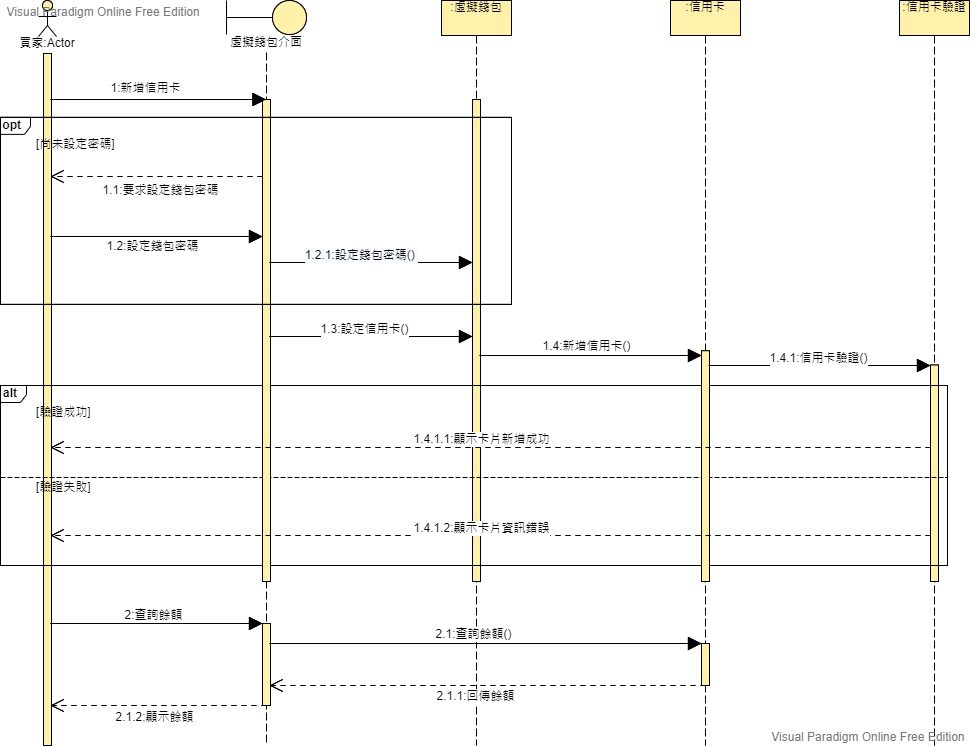 Visual Paradigm Online Free Edition
買家:Actor
虛擬錢包介面
:虛擬錢包
:信用卡
:信用卡驗證
1:新增信用卡
opt
[尚未設定密碼]
1.1:要求設定錢包密碼
1.2:設定錢包密碼
1.2.1:設定錢包密碼()
1.3:設定信用卡()
1.4:新增信用卡()
1.4.1:信用卡驗證()
alt
[驗證成功]
1.4.1.1:顯示卡片新增成功
[驗證失敗]
1.4.1.2:顯示卡片資訊錯誤
2:查詢餘額
2.1:查詢餘額()
2.1.1:回傳餘額
2.1.2:顯示餘額
Visual Paradigm Online Free Edition